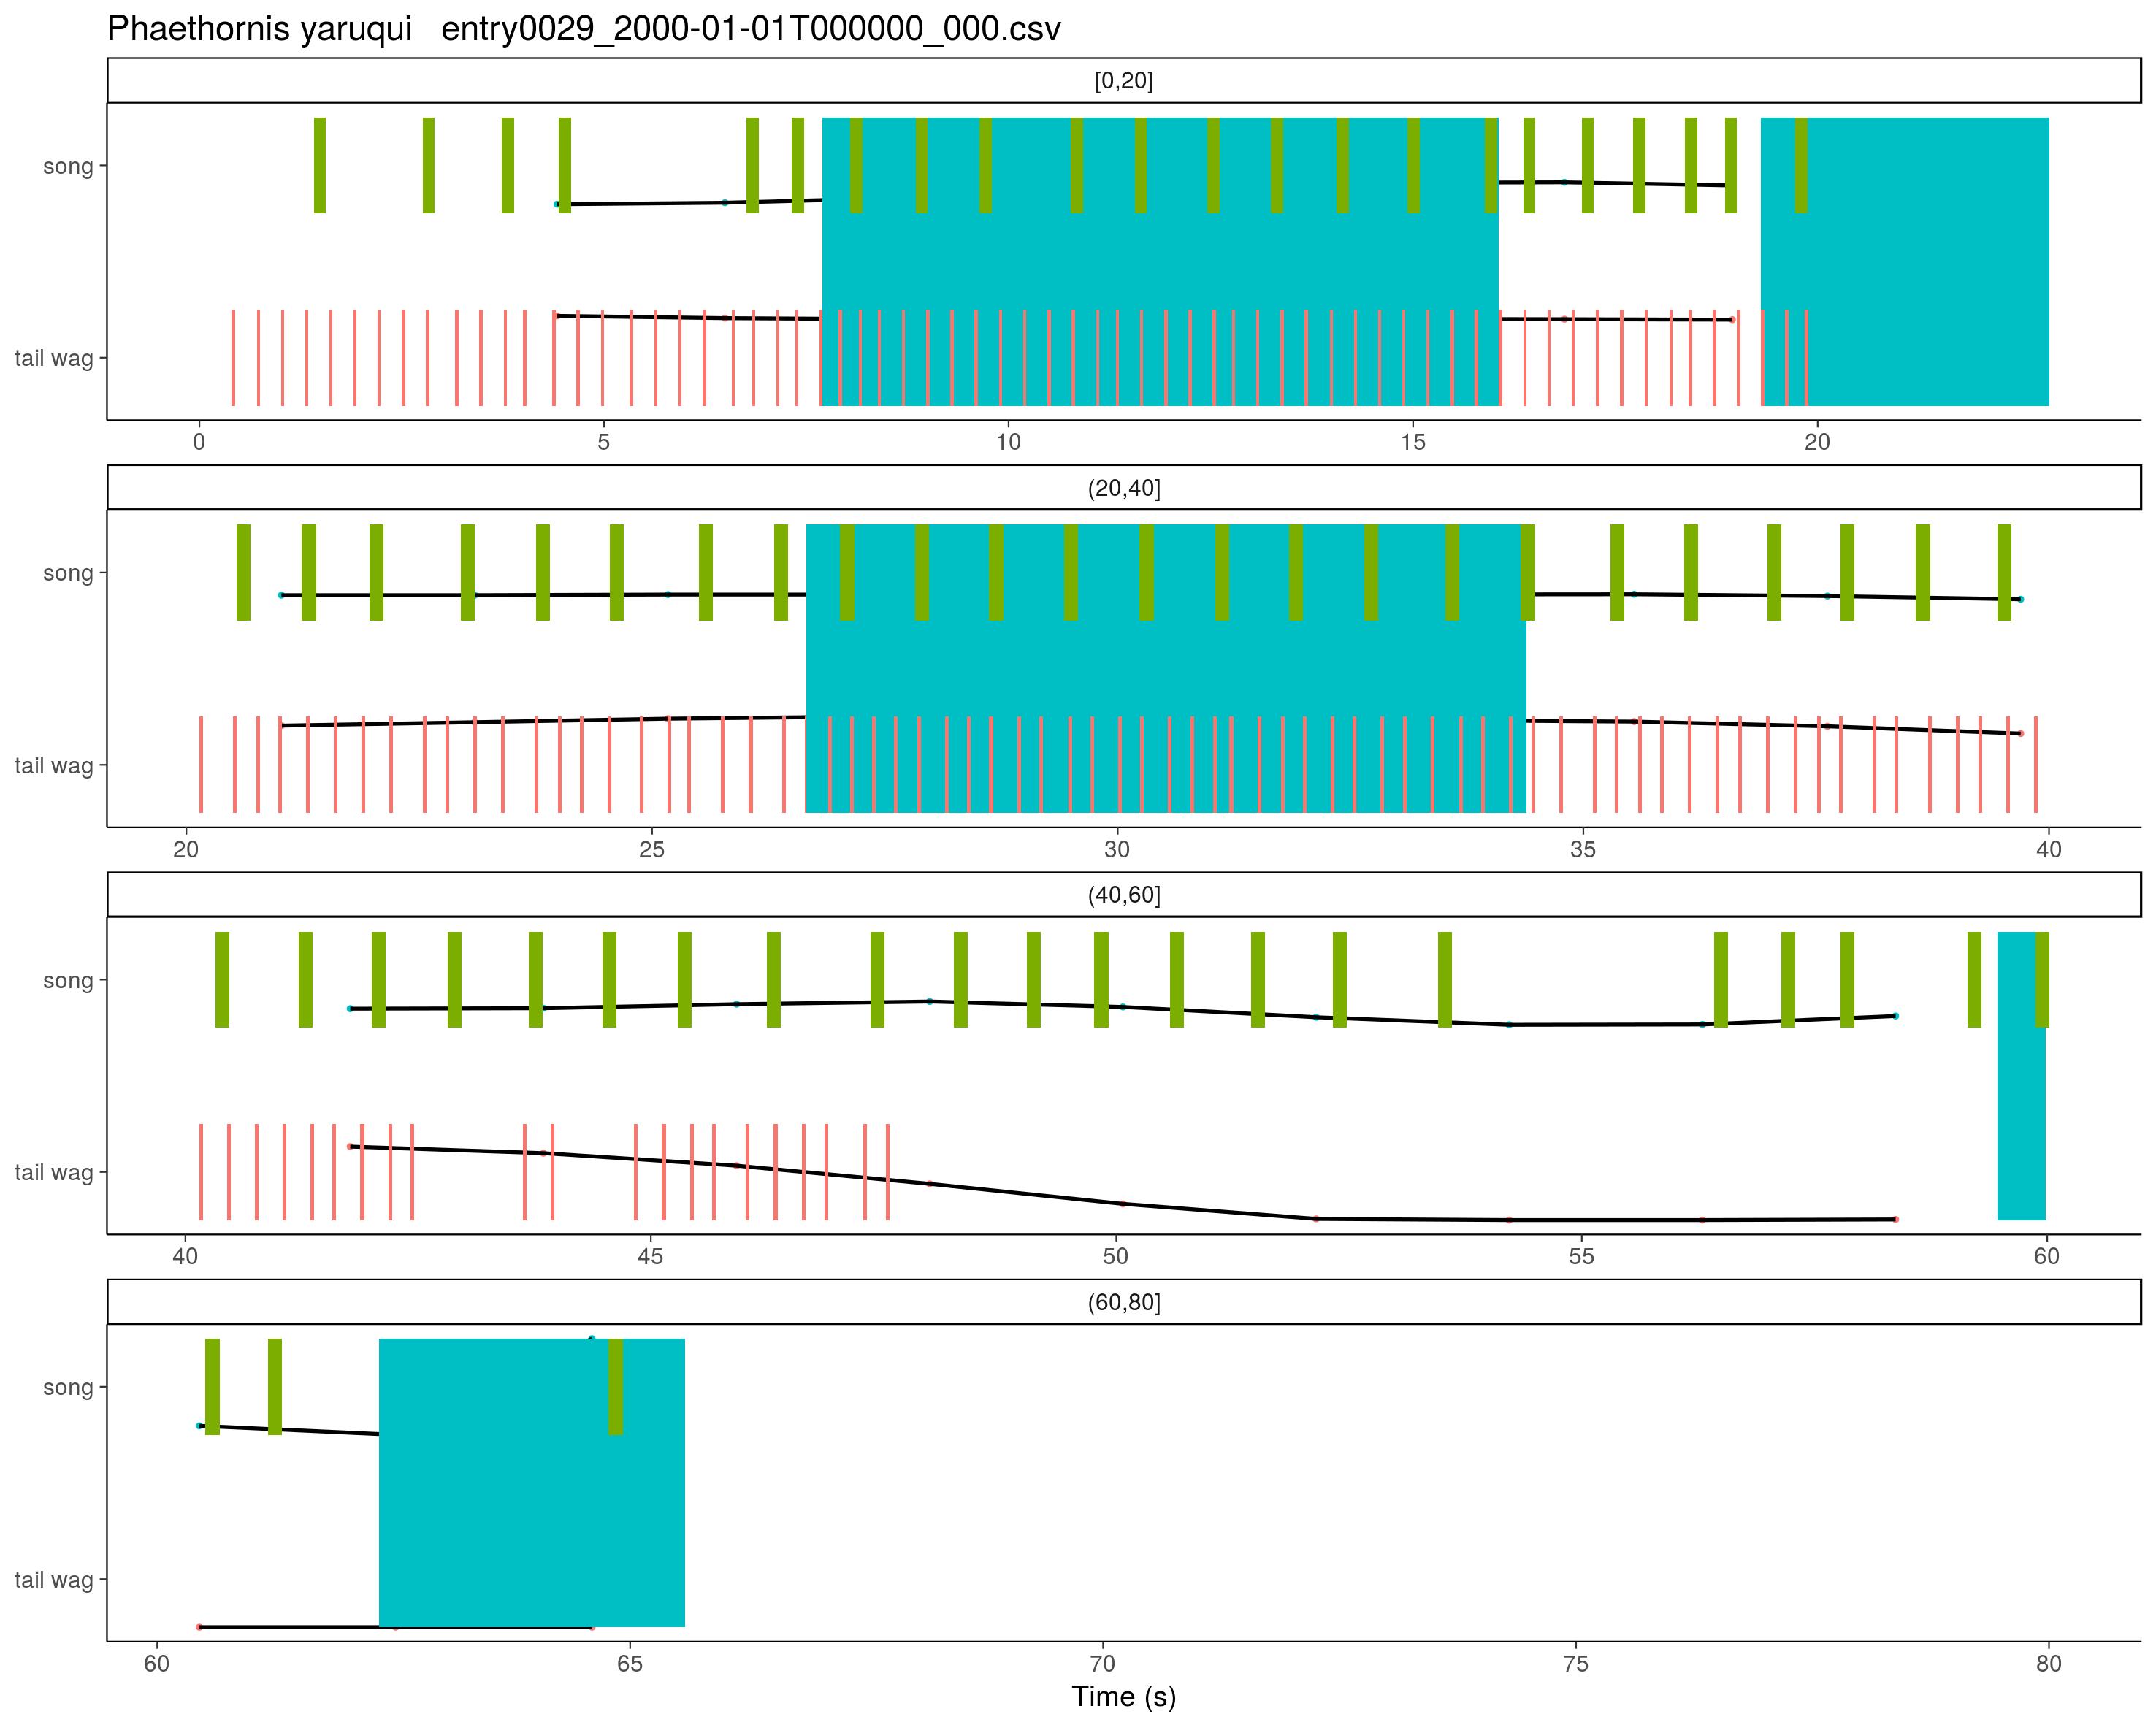 Phaethornis yaruqui entry0029_2000-01-01T000000_000.csv
[0,20]
song
tail wag
0 5 10 15 20
(20,40]
song
tail wag
20 25 30 35 40
(40,60]
song
tail wag
40 45 50 55 60
(60,80]
song
tail wag
60 65 70 75 80
Time (s)